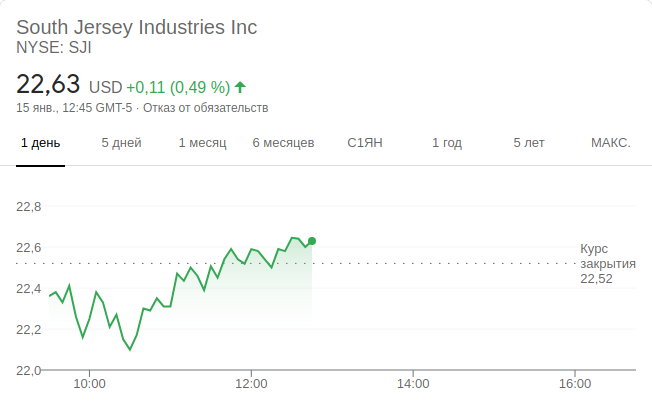 South Jersey Industries Inc
NYSE: SJI
22,63 USD +0,11 (0,49 %)
15 янв., 12:45 GMT-5 · Отказ от обязательств
1 день 5 дней 1 месяц 6 месяцев С1ЯН 1 год 5 лет МАКС.
22,8
22,6
22,4
22,2
22,0
Курс
закрытия
22,52
10:00 12:00 14:00 16:00